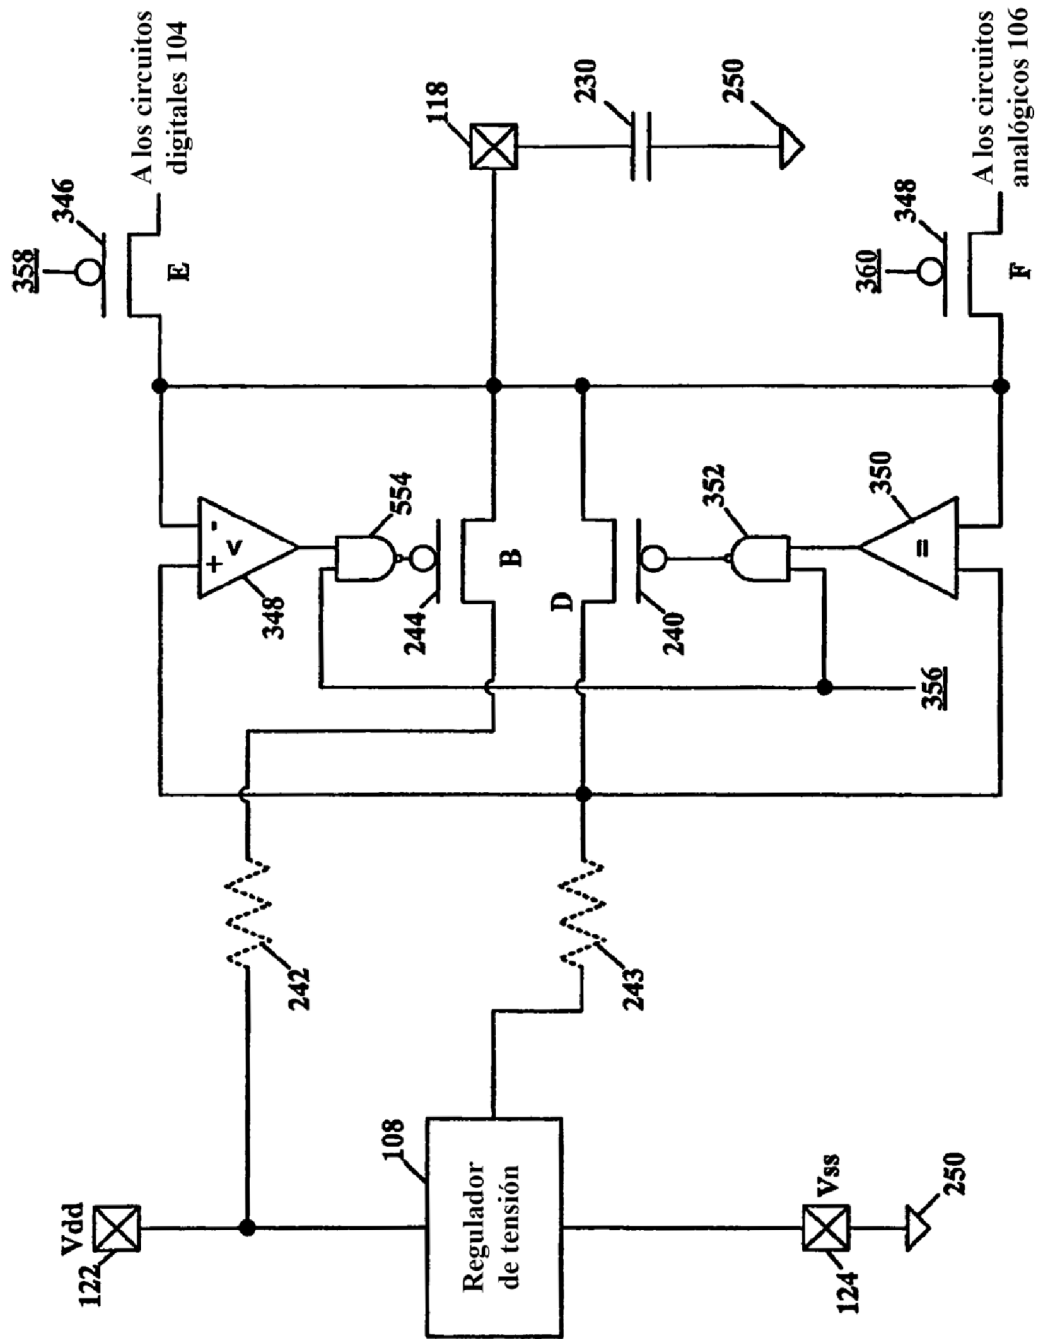 A los circuitos
digitales 104
358
346
E
118
230
250
A los circuitos
analógicos 106
360
348
F
+ -
v
348
554
244
B
D
240
352
350
=
356
242
243
Vdd
122
108
Regulador
de tensión
Vss
124
250